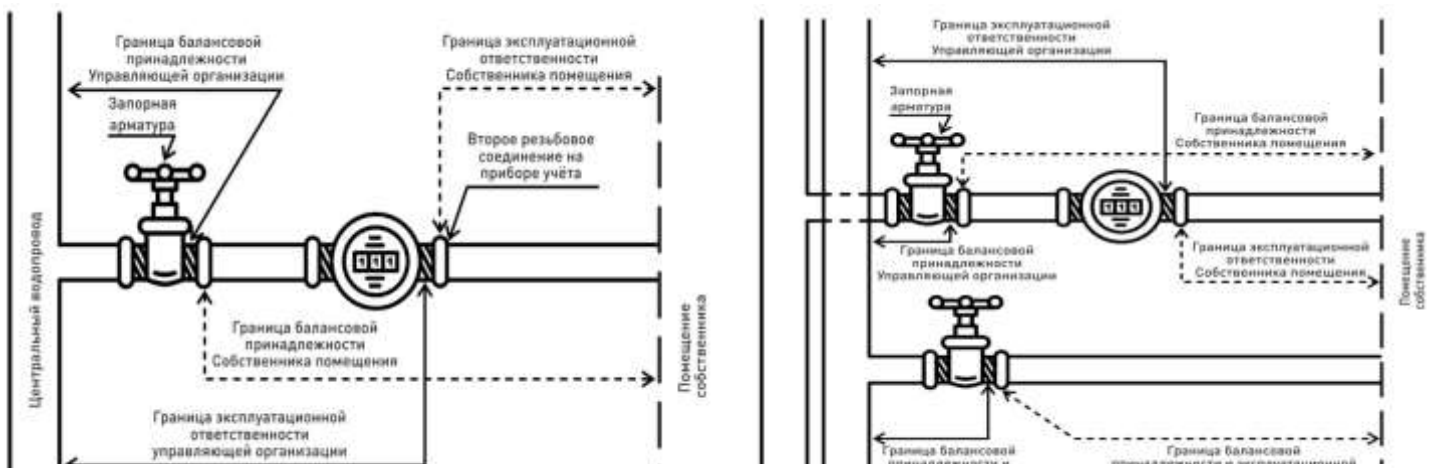 Граница балансовой
принадлежности
Управляющей организации
Запорная
арматура
Граница эксплуатационной
ответственности
Собственника помещения
Второе резьбовое
соединение на
приборе учёта
Центральный водопровод
Граница балансовой
принадлежности
Собственника помещения
Граница эксплуатационной
ответственности
управляющей организации
Помещение
собственника
Граница эксплуатационной
ответственности
Управляющей организации
Запорная
арматура
Граница балансовой
принадлежности
Собственника помещения
Граница балансовой
принадлежности
Управляющей организации
Граница эксплуатационной
ответственности
Собственника помещения
Помещение
собственника
Граница балансовой
принадлежности и
Граница балансовой
принадлежности и эксплуатационной